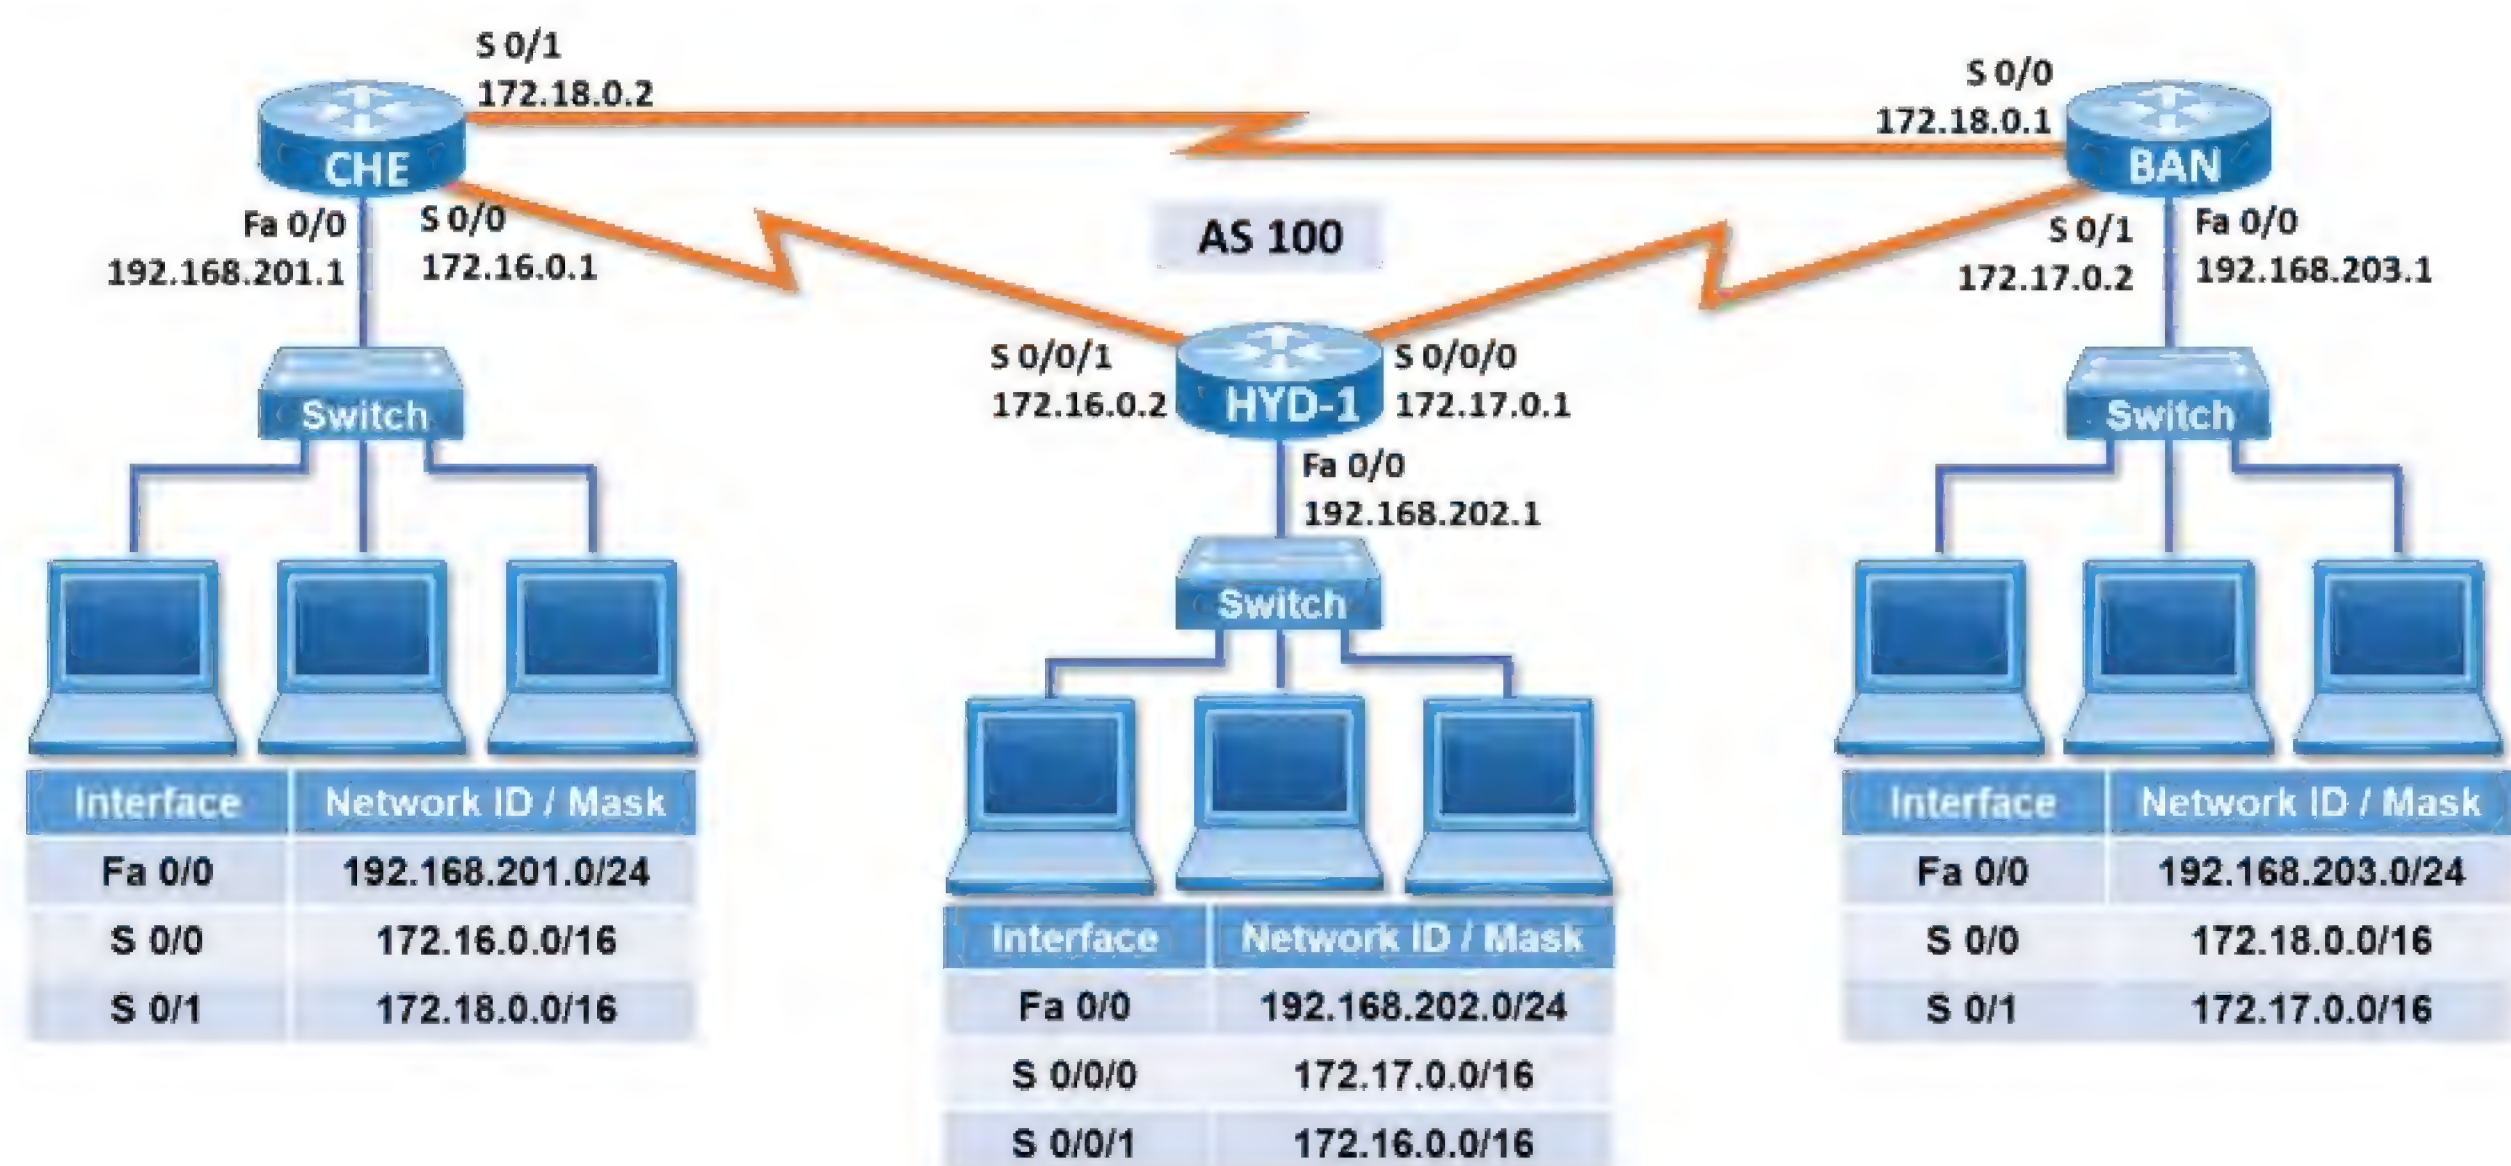 S 0/1
172.18.0.2
S 0/0
172.18.0.1
CHE
BAN
Fa 0/0
192.168.201.1
S 0/0
172.16.0.1
AS 100
S 0/1
172.17.0.2
Fa 0/0
192.168.203.1
S 0/0/1
172.16.0.2
HYD-1
S 0/0/0
172.17.0.1
Switch
Switch
Fa 0/0
192.168.202.1
Switch
Interface Network ID / Mask
Fa 0/0 192.168.201.0/24
S 0/0 172.16.0.0/16
S 0/1 172.18.0.0/16
Interface Network ID / Mask
Fa 0/0 192.168.202.0/24
S 0/0/0 172.17.0.0/16
S 0/0/1 172.16.0.0/16
Interface Network ID / Mask
Fa 0/0 192.168.203.0/24
S 0/0 172.18.0.0/16
S 0/1 172.17.0.0/16